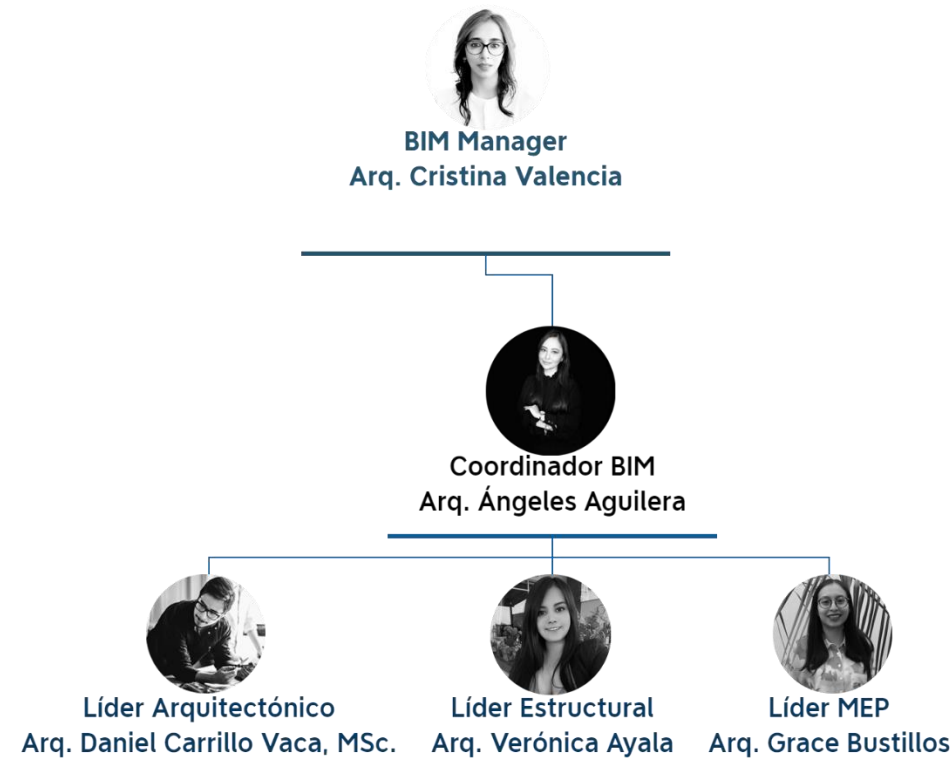 BIM Manager
Arq. Cristina Valencia
Coordinador BIM
Arq. Ángeles Aguilera
Líder Arquitectónico
Arq. Daniel Carrillo Vaca, MSc.
Líder Estructural
Arq. Verónica Ayala
Líder MEP
Arq. Grace Bustillos